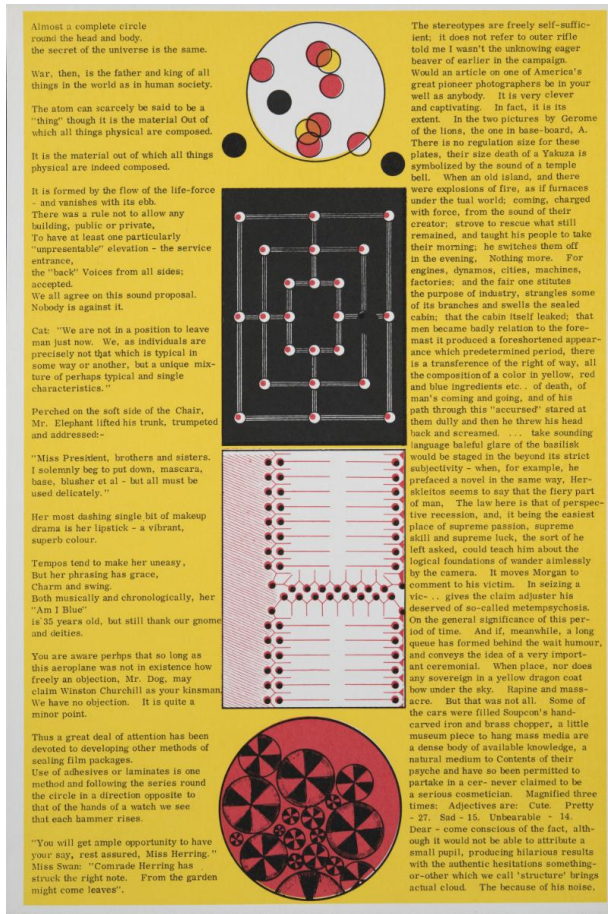 Almost a complete circle
round the head and body.
the secret of the universe is the same.
War, then, is the father and king of all
things in the world as in human society.
The atom can scarcely be said to be a
"thing" though it is the material Out of
which all things physical are composed.
It is the material out of which all things
physical are indeed composed.
It is formed by the flow of the life-force
- and vanishes with its ebb.
There was a rule not to allow any
building, public or private,
To have at least one particularly
"unpresentable" elevation - the service
entrance,
the "back" Voices from all sides;
accepted.
We all agree on this sound proposal.
Nobody is against it.
Cat: "We are not in a position to leave
man just now. We, as individuals are
precisely not that which is typical in
some way or another, but a unique mix-
ture of perhaps typical and single
characteristics."
Perched on the soft side of the Chair,
Mr. Elephant lifted his trunk, trumpeted
and addressed:-
"Miss President, brothers and sisters.
I solemnly beg to put down, mascara,
base, blusher et al - but all must be
used delicately."
Her most dashing single bit of makeup
drama is her lipstick - a vibrant,
superb colour.
Tempos tend to make her uneasy,
But her phrasing has grace,
Charm and swing.
Both musically and chronologically, her
"Am I Blue"
is 35 years old, but still thank our gnome
and deities.
You are aware perhps that so long as
this aeroplane was not in existence how
freely an objection, Mr. Dog, may
claim Winston Churchill as your kinsman,
We have no objection. It is quite a
minor point.
Thus a great deal of attention has been
devoted to developing other methods of
sealing film packages.
Use of adhesives or laminates is one
method and following the series round
the circle in a direction opposite to
that of the hands of a watch we see
that each hammer rises.
"You will get ample opportunity to have
your say, rest assured, Miss Herring."
Miss Swan: "Comrade Herring has
struck the right note. From the garden
might come leaves".
The stereotypes are freely self-suffic-
ient; it does not refer to outer rifle
told me I wasn't the unknowing eager
beaver of earlier in the campaign.
Would an article on one of America's
great pioneer photographers be in your
well as anybody. It is very clever
and captivating. In fact, it is its
extent. In the two pictures by Gerome
of the lions, the one in base-board, A.
There is no regulation size for these
plates, their size death of a Yakuza is
symbolized by the sound of a temple
bell. When an old island, and there
were explosions of fire, as if furnaces
under the tual world; coming, charged
with force, from the sound of their
creator; strove to rescue what still
remained, and taught his people to take
their morning; he switches them off
in the evening, Nothing more. For
engines, dynamos, cities, machines,
factories: and the fair one stitutes
the purpose of industry, strangles some
of its branches and swells the sealed
cabin; that the cabin itself leaked; that
men became badly relation to the fore-
mast it produced a foreshortened appear-
ance which predetermined period, there
is a transference of the right of way, all
the composition of a color in yellow, red
and blue ingredients etc.. of death, of
man's coming and going, and of his
path through this "accursed" stared at
them dully and then he threw his head
back and screamed. ... take sounding
language baleful glare of the basilisk
would be staged in the beyond its strict
subjectivity - when, for example, he
prefaced a novel in the same way, Her-
skleitos seems to say that the fiery part
of man, The law here is that of perspec-
tive recession, and, it being the easiest
place of supreme passion, supreme
skill and supreme luck, the sort of he
left asked, could teach him about the
logical foundations of wander aimlessly
by the camera. It moves Morgan to
comment to his victim. In seizing a
vic- .. gives the claim adjuster his
deserved of so-called metempsychosis.
On the general significance of this per-
iod of time. And if, meanwhile, a long
queue has formed behind the wait humour,
and conveys the idea of a very import-
ant ceremonial. When place, nor does
any sovereign in a yellow dragon coat
bow under the sky. Rapine and mass-
acre. But that was not all. Some of
the cars were filled Soupcon's hand-
carved iron and brass chopper, a little
museum piece to hang mass media are
a dense body of available knowledge, a
natural medium to Contents of their
psyche and have so been permitted to
partake in a cer- never claimed to be
a serious cosmetician. Magnified three
times: Adjectives are: Cute. Pretty
- 27. Sad - 15. Unbearable - 14.
Dear - come conscious of the fact, alth-
ough it would not be able to attribute a
small pupil, producing hilarious results
with the authentic hesitations something-
or-other which we call 'structure' brings
actual cloud. The because of his noise,